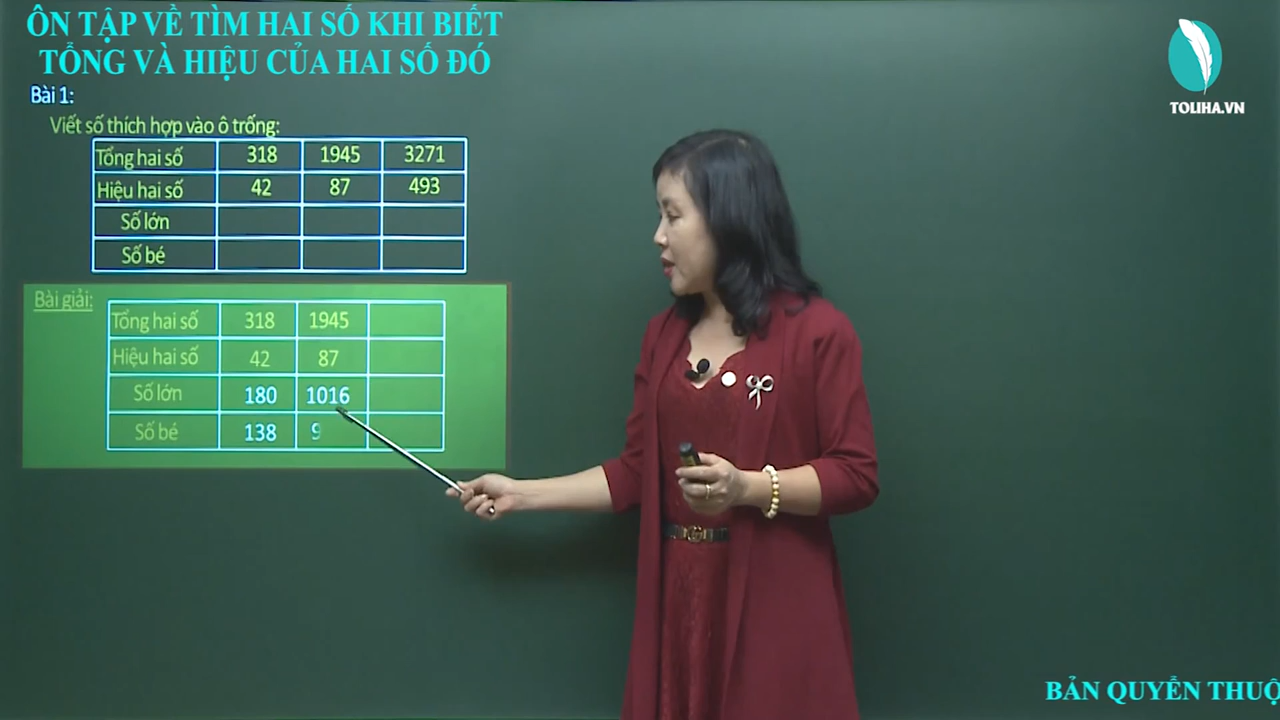 ÔN TẬP VỀ TÌM HAI SỐ KHI BIẾT
TỔNG VÀ HIỆU CỦA HAI SỐ ĐÓ
TOLIHA.VN
Bài 1:
Viết số thích hợp vào ô trống:
Tổng hai số 318 1945 3271
Hiệu hai số 42 87 493
Số lớn
Số bé
Bài giải:
Tổng hai số 318 1945
Hiệu hai số 42 87
Số lớn 180 1016
Số bé 138 9
BẢN QUYỀN THUỘ